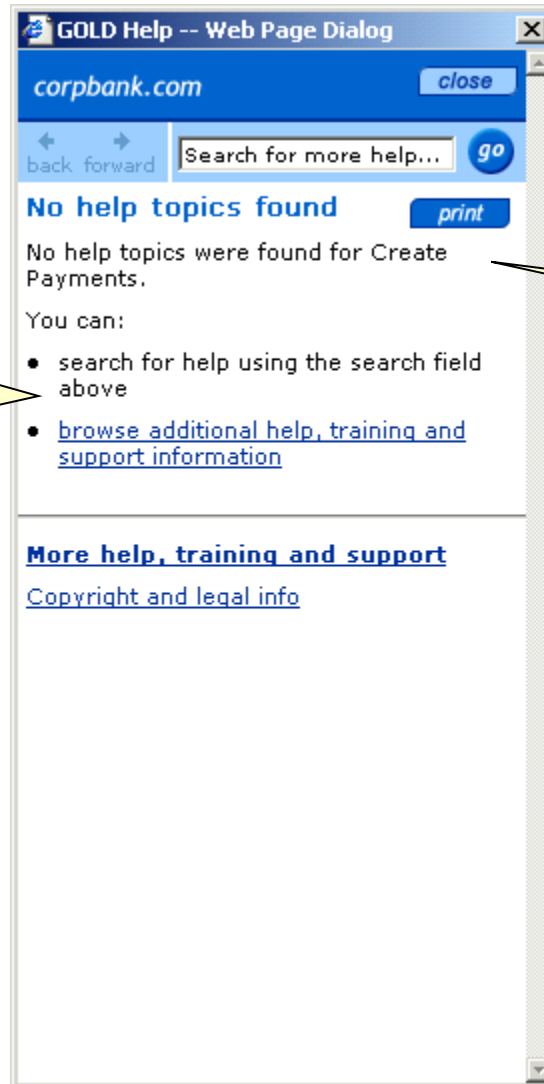 GOLD Help -- Web Page Dialog
corpbank.com
close
back forward
Search for more help...
go
No help topics found
print
No help topics were found for Create
Payments.
You can:
• search for help using the search field
above
• browse additional help, training and
support information
More help, training and support
Copyright and legal info